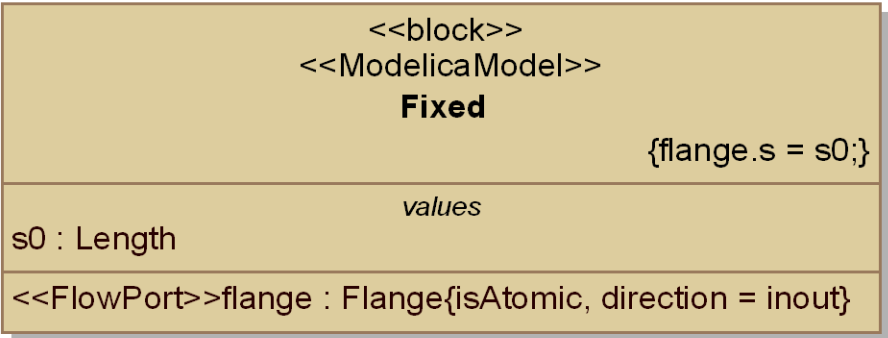 <<block>>
<<ModelicaModel>>
Fixed
{flange.s = s0;}
values
s0 : Length
<<FlowPort>>flange : Flange{isAtomic, direction = inout}